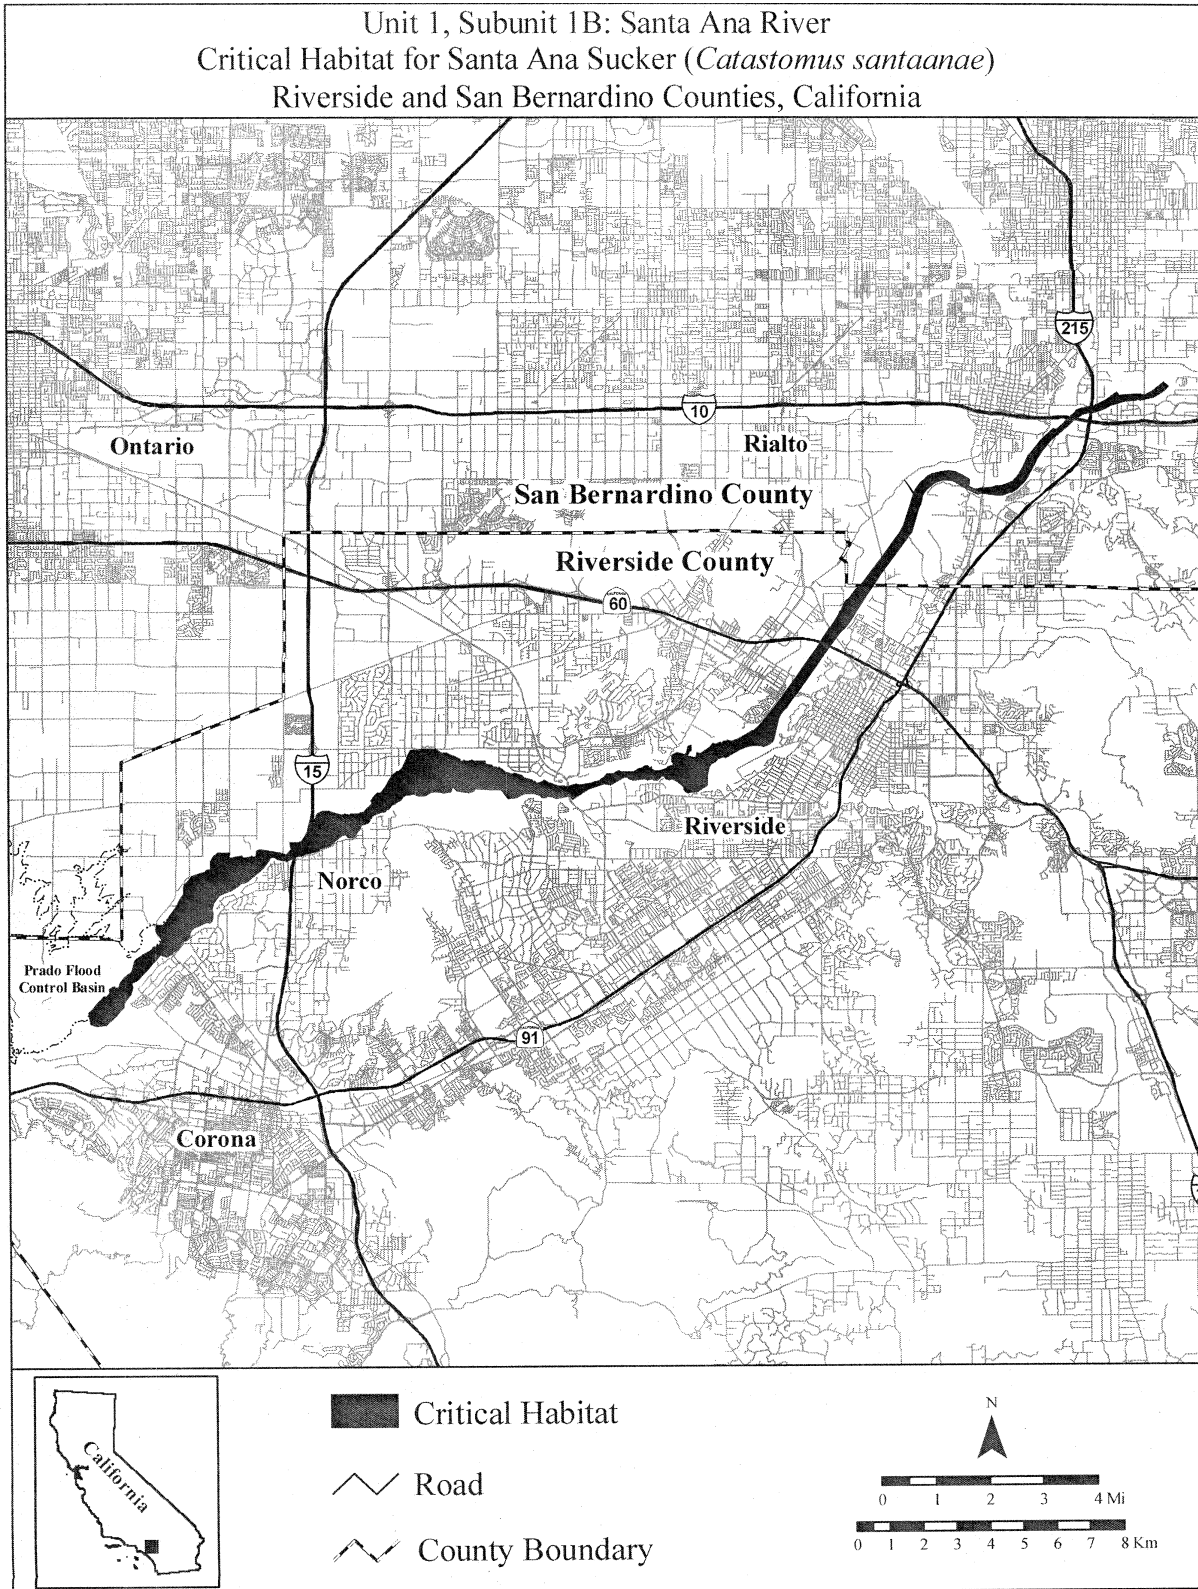 Unit 1, Subunit 1B: Santa Ana River
Critical Habitat for Santa Ana Sucker (Catastomus santaanae)
Riverside and San Bernardino Counties, California
215
10
Ontario
Rialto
San Bernardino County
Riverside County
60
15
Riverside
Norco
Prado Flood
Control Basin
91
Corona
California
Critical Habitat
Road
County Boundary
N
0 1 2 3 4 Mi
0 1 2 3 4 5 6 7 8 Km